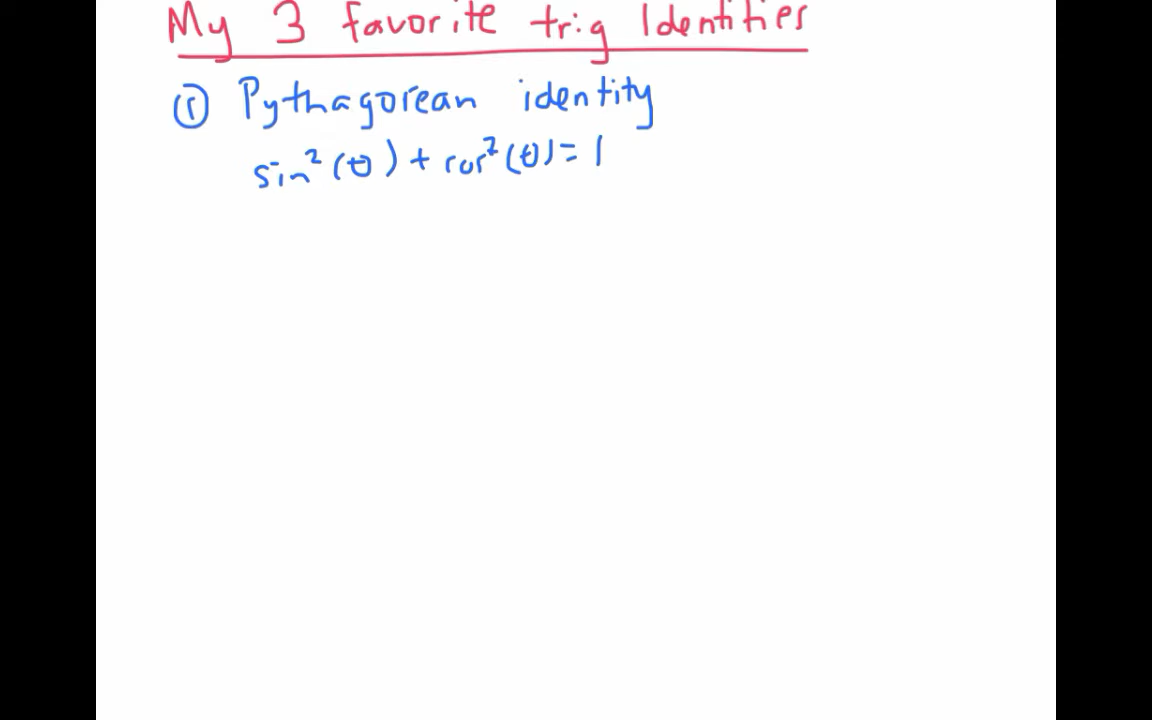 My 3 favorite trig Identities
① Pythagorean identity
sin²(θ) + cos²(θ) = 1